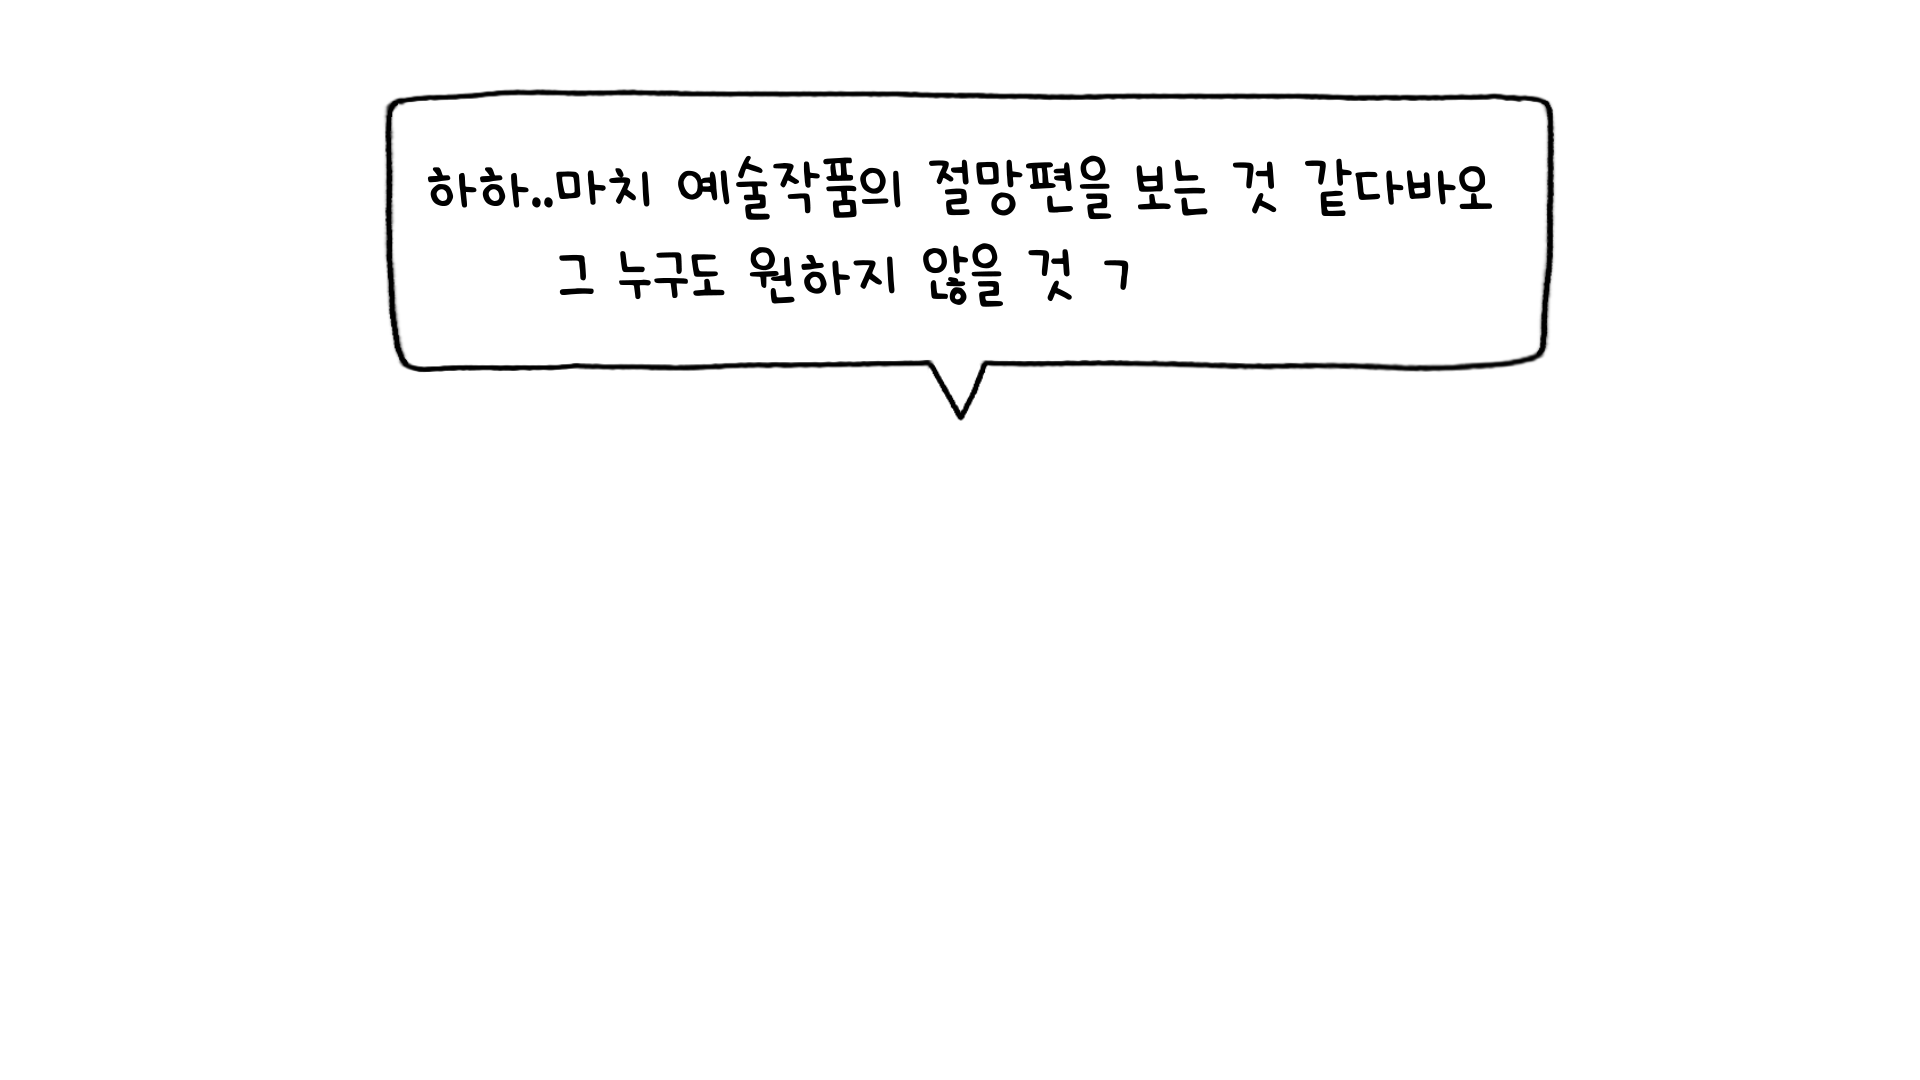 하하..마치 예술작품의 절망편을 보는 것 같다바오
그 누구도 원하지 않을 것 ㄱ